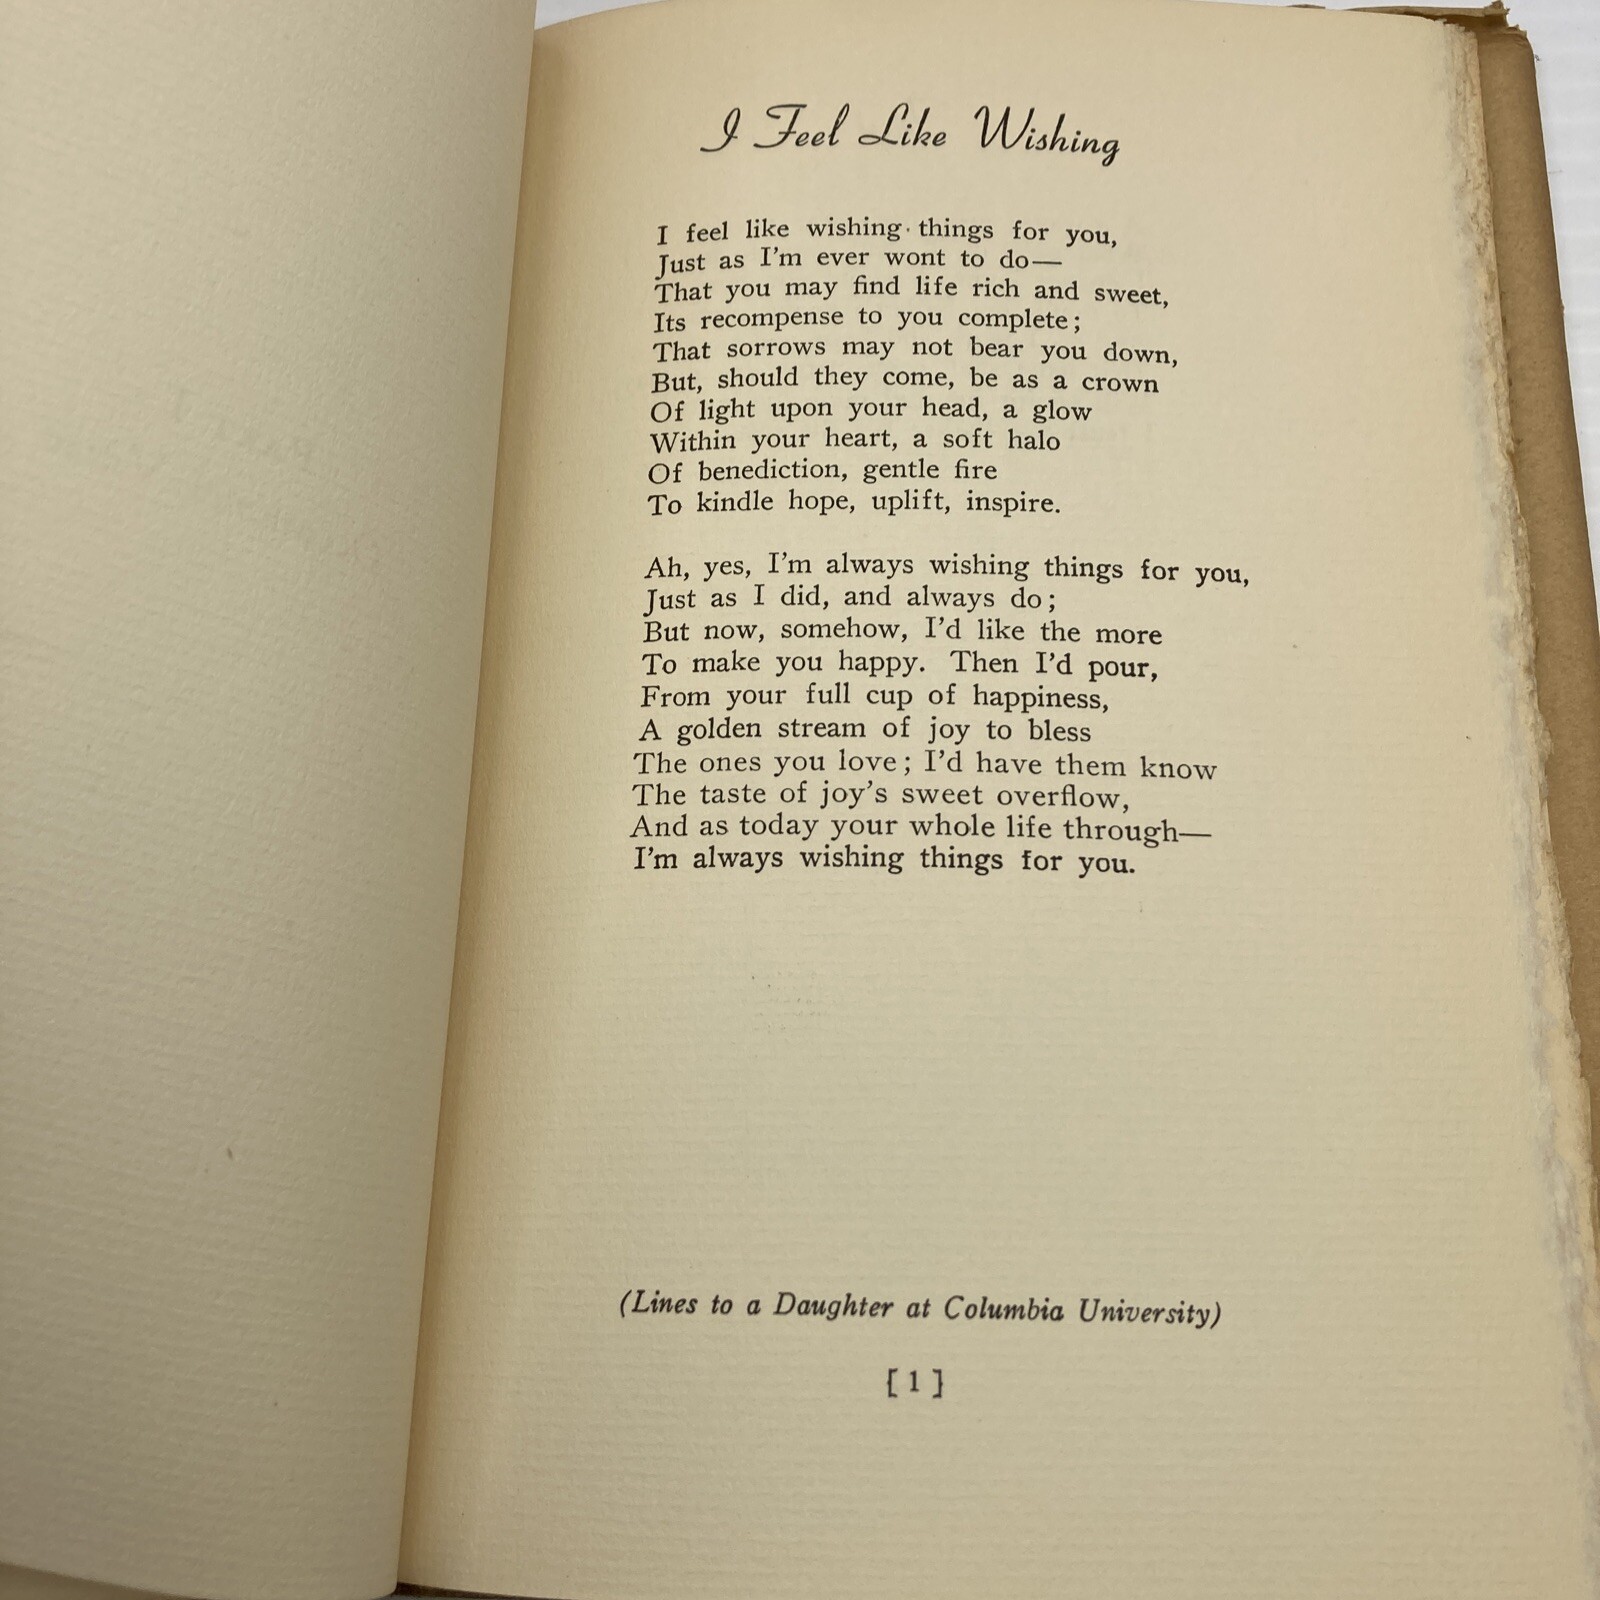 I Feel Like Wishing
I feel like wishing things for you,
Just as I'm ever wont to do—
That you may find life rich and sweet,
Its recompense to you complete;
That sorrows may not bear you down,
But, should they come, be as a crown
Of light upon your head, a glow
Within your heart, a soft halo
Of benediction, gentle fire
To kindle hope, uplift, inspire.
Ah, yes, I'm always wishing things for you,
Just as I did, and always do;
But now, somehow, I'd like the more
To make you happy. Then I'd pour,
From your full cup of happiness,
A golden stream of joy to bless
The ones you love; I'd have them know
The taste of joy's sweet overflow,
And as today your whole life through—
I'm always wishing things for you.
(Lines to a Daughter at Columbia University)
[ 1 ]